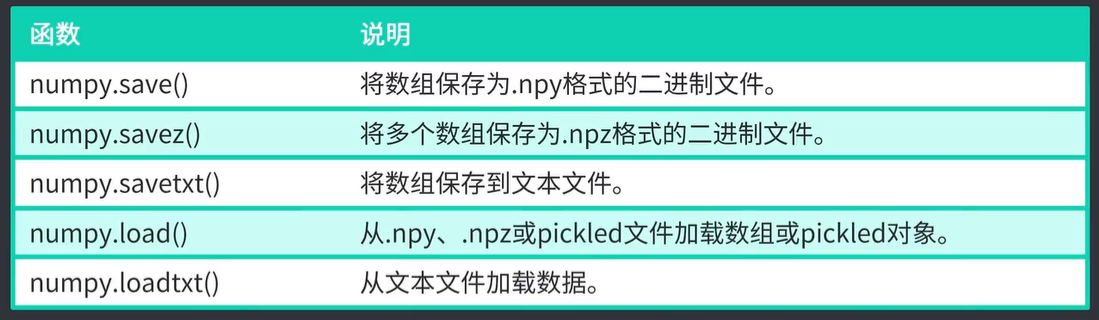 函数 说明
numpy.save() 将数组保存为.npy格式的二进制文件。
numpy.savez() 将多个数组保存为.npz格式的二进制文件。
numpy.savetxt() 将数组保存到文本文件。
numpy.load() 从.npy、.npz或pickled文件加载数组或pickled对象。
numpy.loadtxt() 从文本文件加载数据。